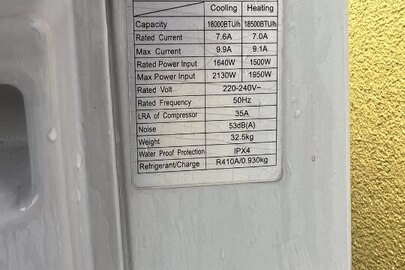 Cooling Heating
Capacity 18000BTU/h 18500BTU/h
Rated Current 7.6A 7.0A
Max Current 9.9A 9.1A
Rated Power Input 1640W 1500W
Max Power Input 2130W 1950W
Rated Volt 220-240V~
Rated Frequency 50Hz
LRA of Compressor 35A
Noise 53dB(A)
Weight 32.5kg
Water Proof Protection IPX4
Refrigerant/Charge R410A/0.930kg